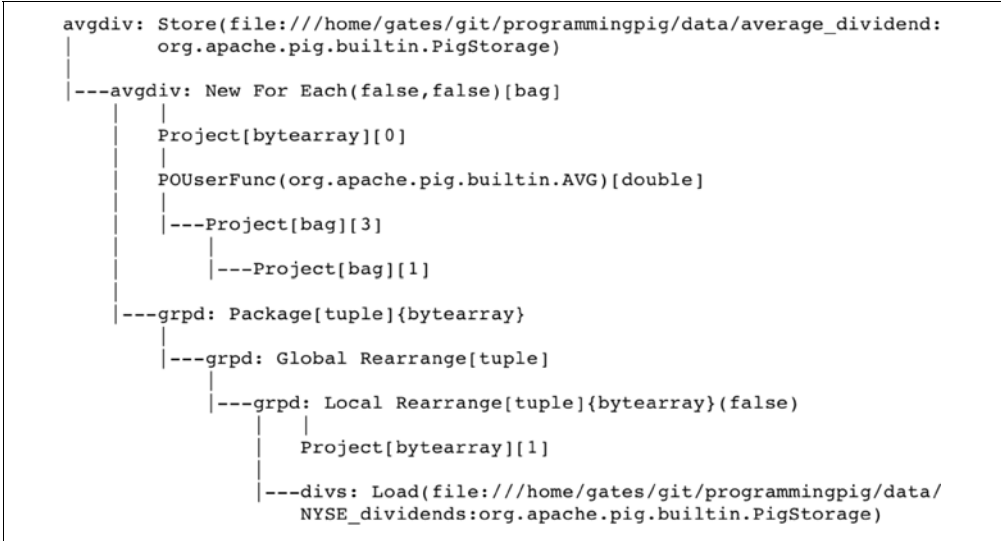 avgdiv: Store(file:///home/gates/git/programmingpig/data/average_dividend:
|       org.apache.pig.builtin.PigStorage)
|
|---avgdiv: New For Each(false,false)[bag]
    |   |
    |   Project[bytearray][0]
    |   |
    |   POUserFunc(org.apache.pig.builtin.AVG)[double]
    |   |
    |   |---Project[bag][3]
    |       |
    |       |---Project[bag][1]
    |
    |---grpd: Package[tuple]{bytearray}
        |
        |---grpd: Global Rearrange[tuple]
            |
            |---grpd: Local Rearrange[tuple]{bytearray}(false)
                |   |
                |   Project[bytearray][1]
                |
                |---divs: Load(file:///home/gates/git/programmingpig/data/
                    NYSE_dividends:org.apache.pig.builtin.PigStorage)